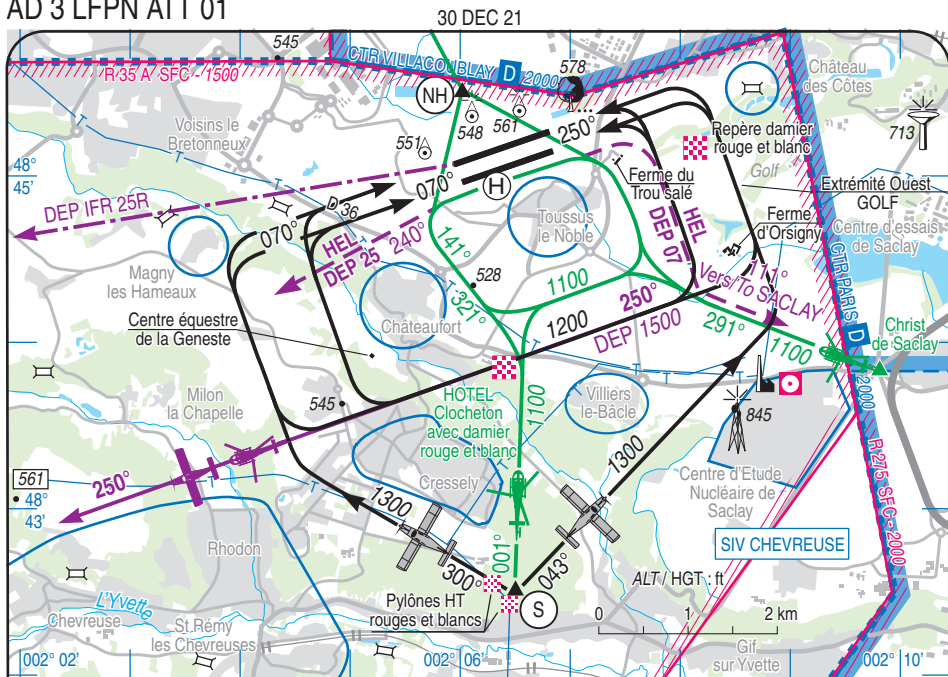 AD 3 LFPN ATT 01
30 DEC 21
545
R 35 A SFC - 1500
CTR VILLACOUBLAY D 2000
578
Château
des Côtes
NH
548
561
551
Voisins le
Bretonneux
250°
713
Repère damier
rouge et blanc
48°
45'
070°
H
Ferme du
Trou salé
Golf
Extrémité Ouest
GOLF
DEP IFR 25R
D 36
070°
HEL
DEP 25
240°
Toussus
le Noble
HEL
DEP 07
Ferme
d'Orsigny
Centre d'essais
de Saclay
141°
321°
528
111°
Vers/To SACLAY
CTR PARIS D 2000
Magny
les Hameaux
1100
250°
1200
DEP 1500
291°
1100
Christ
de Saclay
Centre équestre
de la Geneste
Châteaufort
Milon
la Chapelle
545
HOTEL
Clocheton
avec damier
rouge et blanc
1100
Villiers
le-Bâcle
845
561
250°
48°
43'
Cressely
1300
1300
Centre d'Etude
Nucléaire de
Saclay
R 275 SFC - 2000
Rhodon
SIV CHEVREUSE
300°
001°
043°
ALT / HGT : ft
S
Pylônes HT
rouges et blancs
0 1 2 km
L'Yvette
Chevreuse
St Rémy
les Chevreuses
Gif
sur Yvette
002° 02'
002° 06'
002° 10'
T
T
T
T
T
T
T
T
T